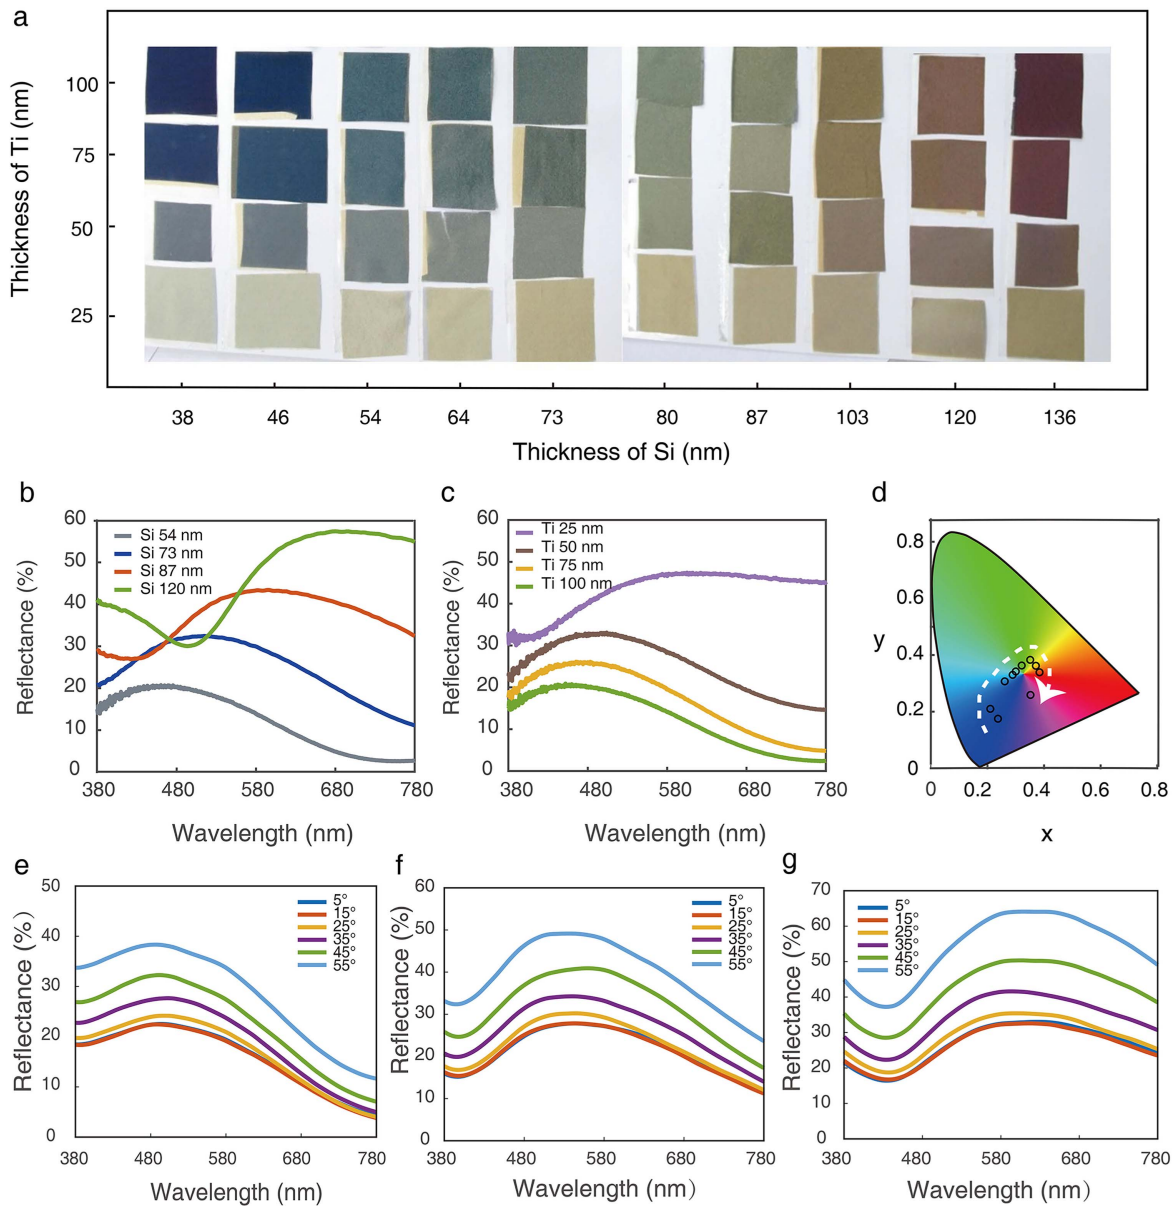 a
Thickness of Ti (nm)
100
75
50
25
38 46 54 64 73 80 87 103 120 136
Thickness of Si (nm)
b
Reflectance (%)
60
50
40
30
20
10
0
Si 54 nm
Si 73 nm
Si 87 nm
Si 120 nm
380 480 580 680 780
Wavelength (nm)
c
Reflectance (%)
60
50
40
30
20
10
0
Ti 25 nm
Ti 50 nm
Ti 75 nm
Ti 100 nm
380 480 580 680 780
Wavelength (nm)
d
y
0.8
0.6
0.4
0.2
0
0 0.2 0.4 0.6 0.8
x
e
Reflectance (%)
50
40
30
20
10
0
5°
15°
25°
35°
45°
55°
380 480 580 680 780
Wavelength (nm)
f
Reflectance (%)
60
50
40
30
20
10
0
5°
15°
25°
35°
45°
55°
380 480 580 680 780
Wavelength (nm)
g
Reflectance (%)
70
60
50
40
30
20
10
0
5°
15°
25°
35°
45°
55°
380 480 580 680 780
Wavelength (nm)